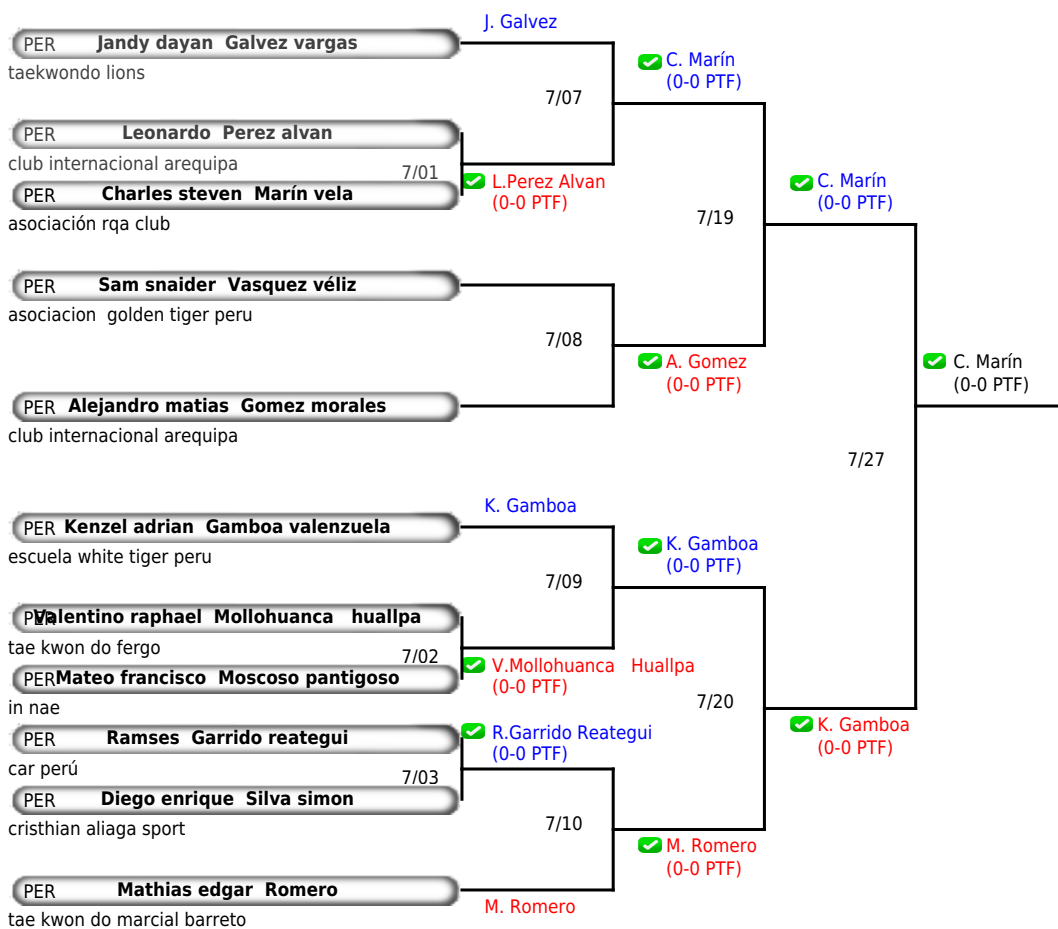 J. Galvez
PER Jandy dayan Galvez vargas
taekwondo lions
C. Marín
(0-0 PTF)
7/07
PER Leonardo Perez alvan
club internacional arequipa
7/01
PER Charles steven Marín vela
asociación rqa club
L.Perez Alvan
(0-0 PTF)
C. Marín
(0-0 PTF)
7/19
PER Sam snaider Vasquez véliz
asociacion golden tiger peru
7/08
A. Gomez
(0-0 PTF)
C. Marín
(0-0 PTF)
PER Alejandro matias Gomez morales
club internacional arequipa
7/27
K. Gamboa
PER Kenzel adrian Gamboa valenzuela
escuela white tiger peru
K. Gamboa
(0-0 PTF)
7/09
PER Valentino raphael Mollohuanca huallpa
tae kwon do fergo
7/02
PER Mateo francisco Moscoso pantigoso
in nae
V.Mollohuanca Huallpa
(0-0 PTF)
7/20
K. Gamboa
(0-0 PTF)
PER Ramses Garrido reategui
car perú
R.Garrido Reategui
(0-0 PTF)
7/03
PER Diego enrique Silva simon
cristhian aliaga sport
7/10
M. Romero
(0-0 PTF)
PER Mathias edgar Romero
tae kwon do marcial barreto
M. Romero